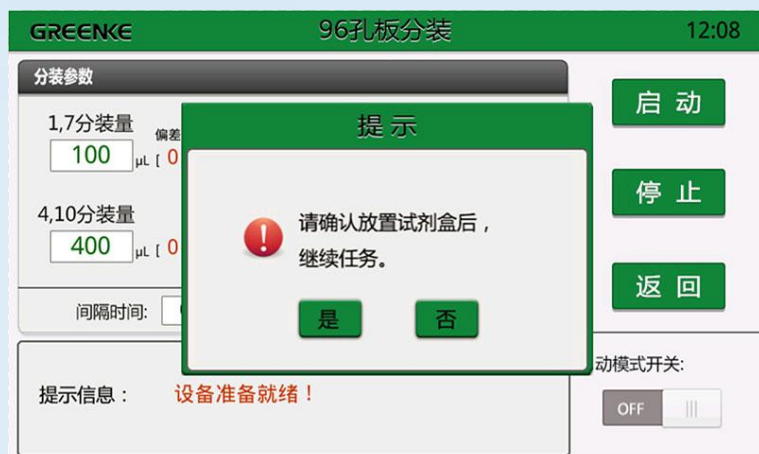 GREENKE
96孔板分装
12:08
分装参数
1,7分装量
偏差
100 μL [ 0
4,10分装量
400 μL [ 0
间隔时间:
提示
请确认放置试剂盒后，
继续任务。
是
否
启动
停止
返回
动模式开关:
OFF
提示信息： 设备准备就绪！